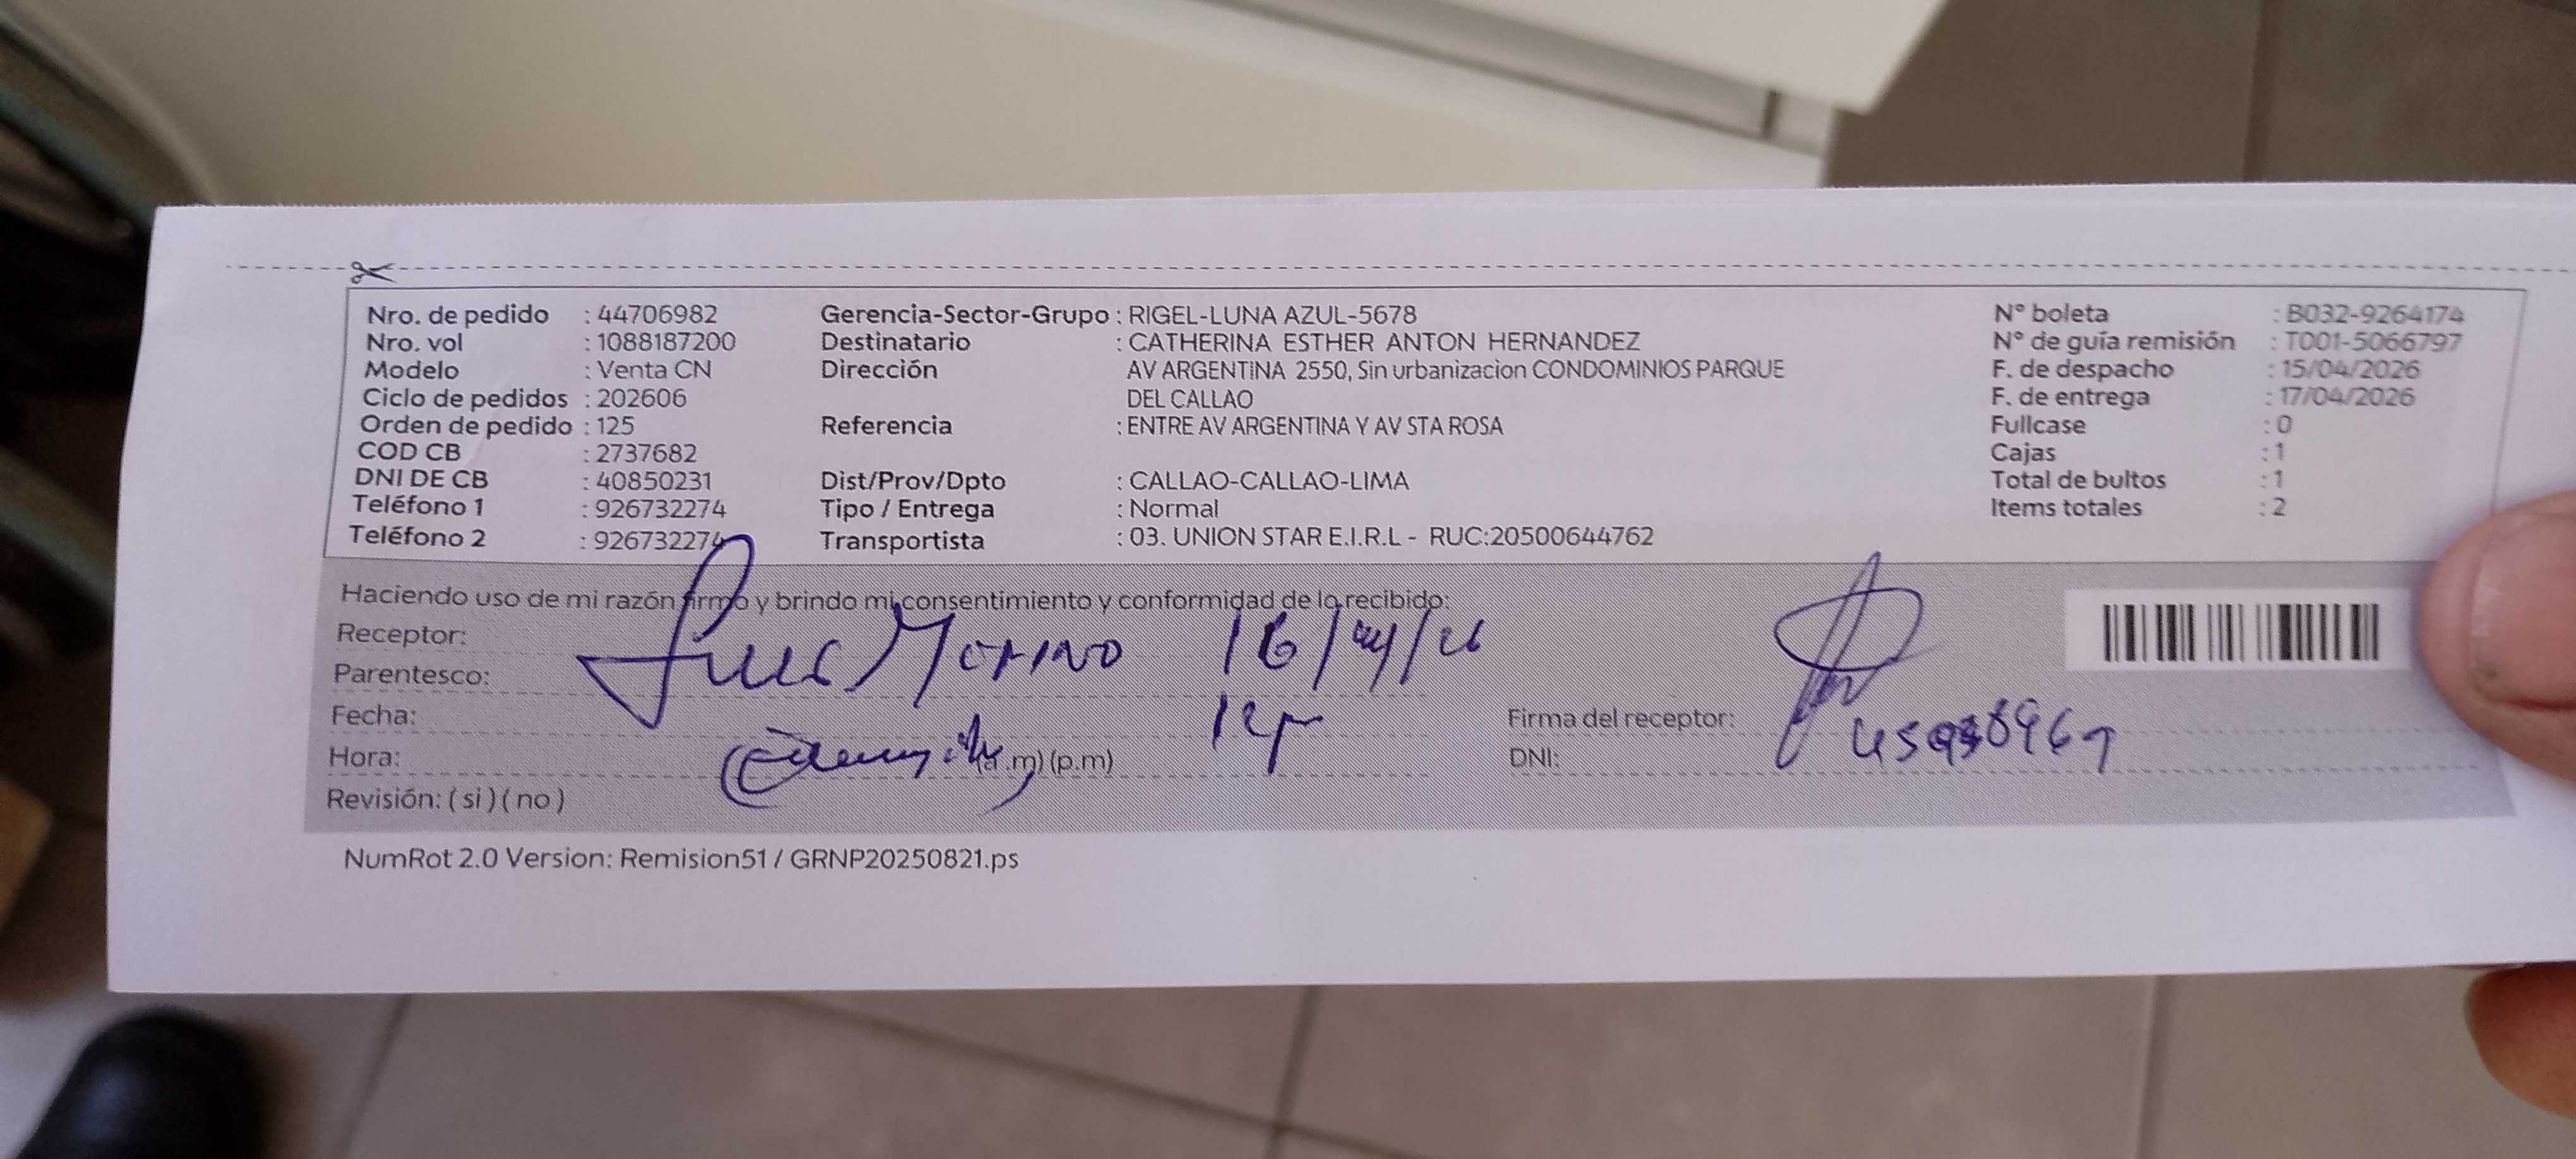 Nro. de pedido : 44706982 Gerencia-Sector-Grupo : RIGEL-LUNA AZUL-5678 N° boleta : B032-9264174
Nro. vol : 1088187200 Destinatario : CATHERINA ESTHER ANTON HERNANDEZ N° de guía remisión : T001-5066797
Modelo : Venta CN Dirección AV ARGENTINA 2550, Sin urbanizacion CONDOMINIOS PARQUE F. de despacho : 15/04/2026
Ciclo de pedidos : 202606 DEL CALLAO F. de entrega : 17/04/2026
Orden de pedido : 125 Referencia : ENTRE AV ARGENTINA Y AV STA ROSA Fullcase : 0
COD CB : 2737682 Cajas : 1
DNI DE CB : 40850231 Dist/Prov/Dpto : CALLAO-CALLAO-LIMA Total de bultos : 1
Teléfono 1 : 926732274 Tipo / Entrega : Normal Items totales : 2
Teléfono 2 : 926732274 Transportista : 03. UNION STAR E.I.R.L - RUC:20500644762
Haciendo uso de mi razón firmo y brindo mi consentimiento y conformidad de lo recibido:
Receptor: Luis
Parentesco:
Fecha: Firma del receptor:
Hora: (a.m) (p.m) DNI:
Revisión: ( si ) ( no )
NumRot 2.0 Version: Remision51 / GRNP20250821.ps